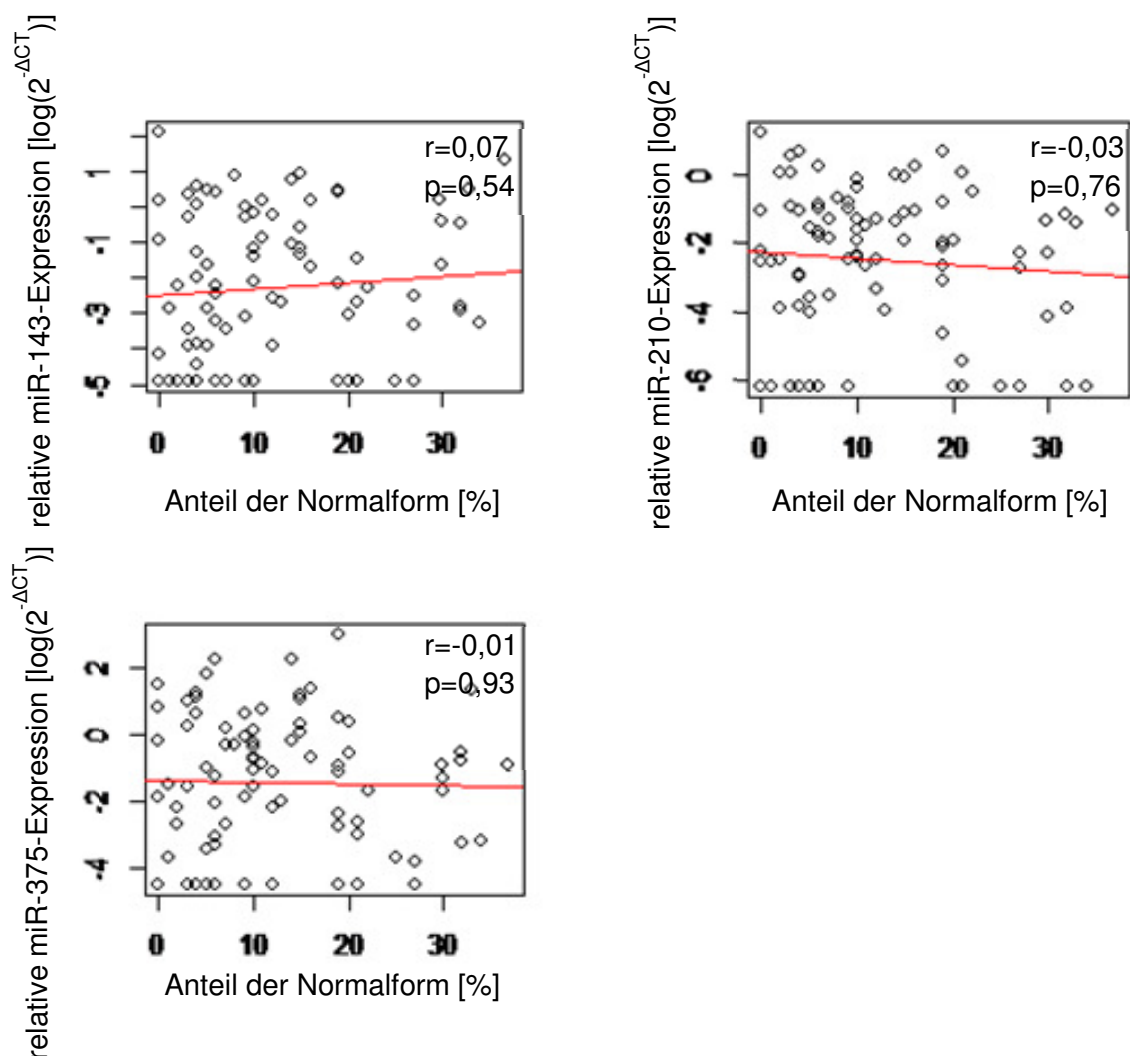 relative miR-143-Expression [log(2^-ΔCT)]
r=0,07
p=0,54
1
-1
-3
-5
0 10 20 30
Anteil der Normalform [%]
relative miR-210-Expression [log(2^-ΔCT)]
r=-0,03
p=0,76
0
-2
-4
-6
0 10 20 30
Anteil der Normalform [%]
relative miR-375-Expression [log(2^-ΔCT)]
r=-0,01
p=0,93
2
0
-2
-4
0 10 20 30
Anteil der Normalform [%]